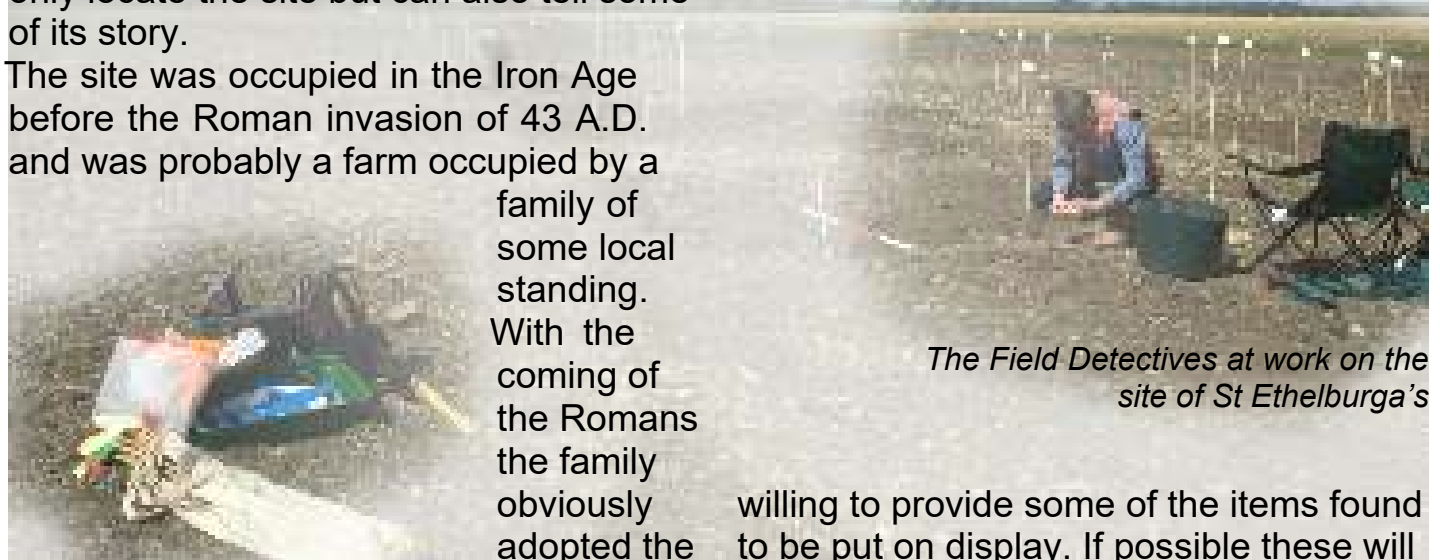 only locate the site but can also tell some
of its story.
The site was occupied in the Iron Age
before the Roman invasion of 43 A.D.
and was probably a farm occupied by a
family of
some local
standing.
With the
coming of
the Romans
the family
obviously
adopted the
The Field Detectives at work on the
site of St Ethelburga's
willing to provide some of the items found
to be put on display. If possible these will